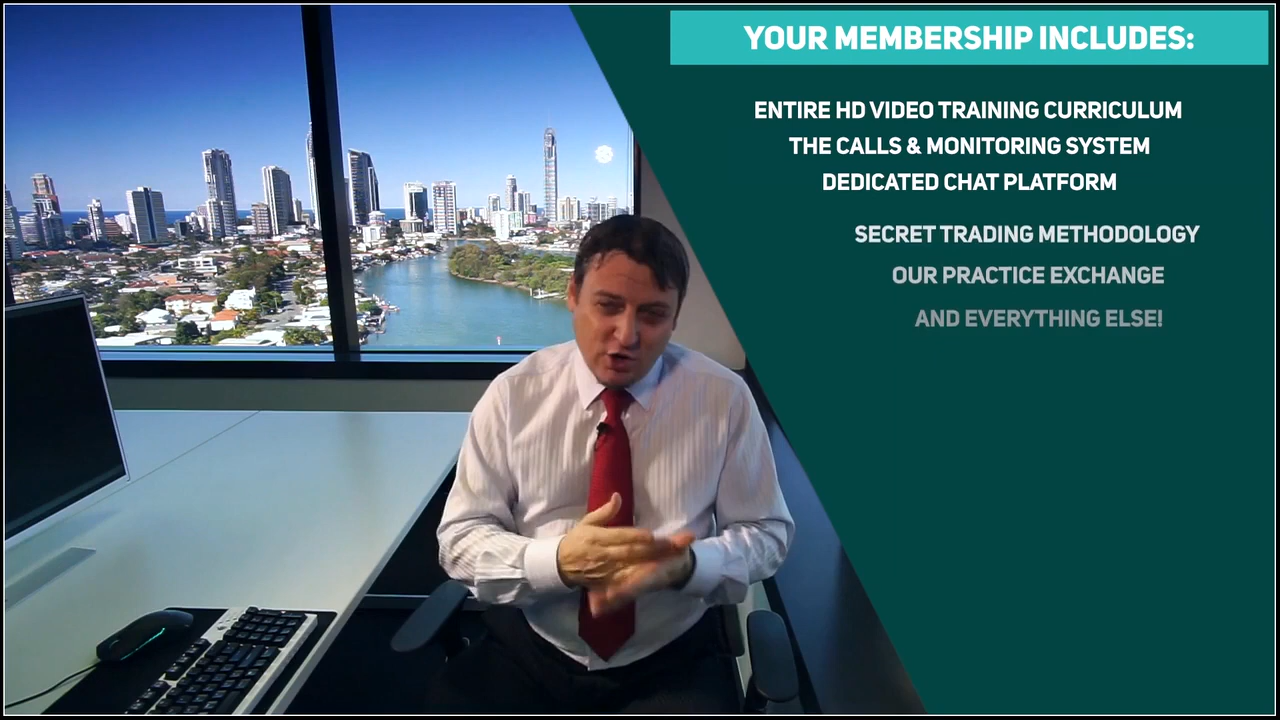 YOUR MEMBERSHIP INCLUDES:
ENTIRE HD VIDEO TRAINING CURRICULUM
THE CALLS & MONITORING SYSTEM
DEDICATED CHAT PLATFORM
SECRET TRADING METHODOLOGY
OUR PRACTICE EXCHANGE
AND EVERYTHING ELSE!